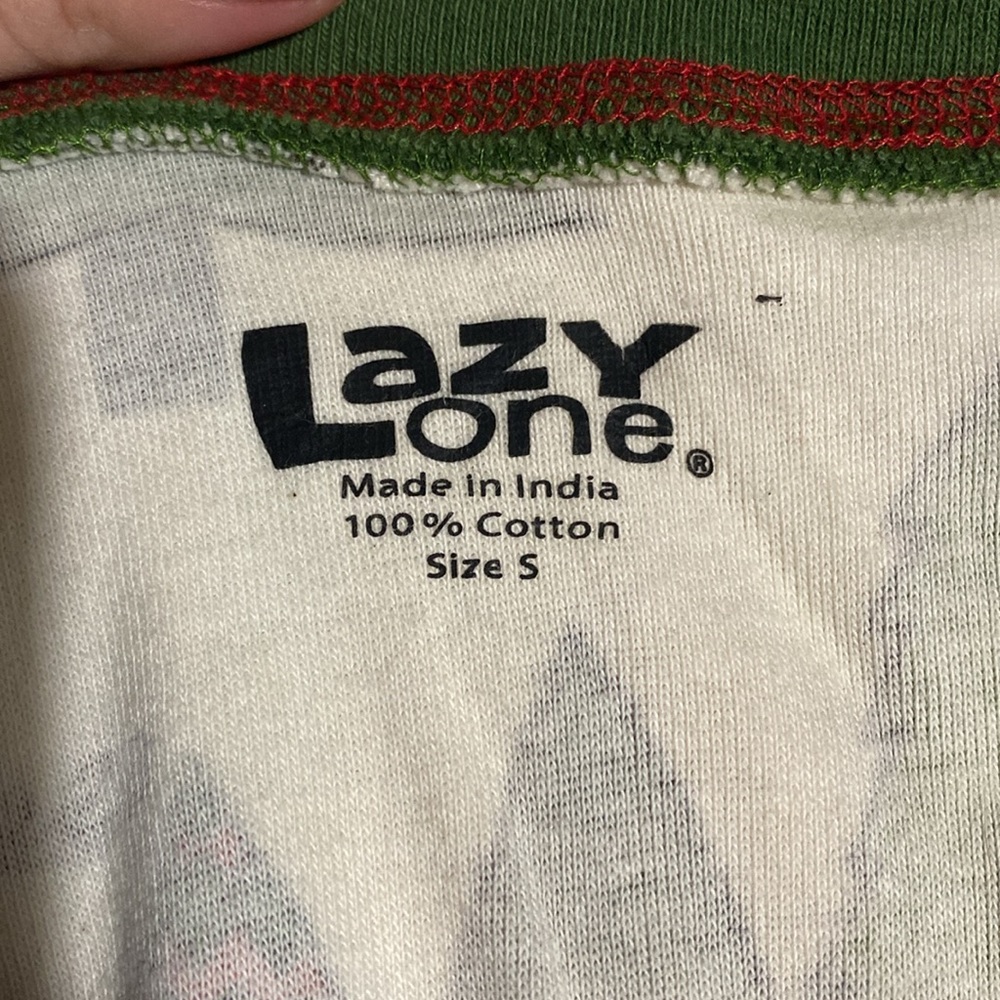 Lazy
One®
Made in India
100% Cotton
Size S